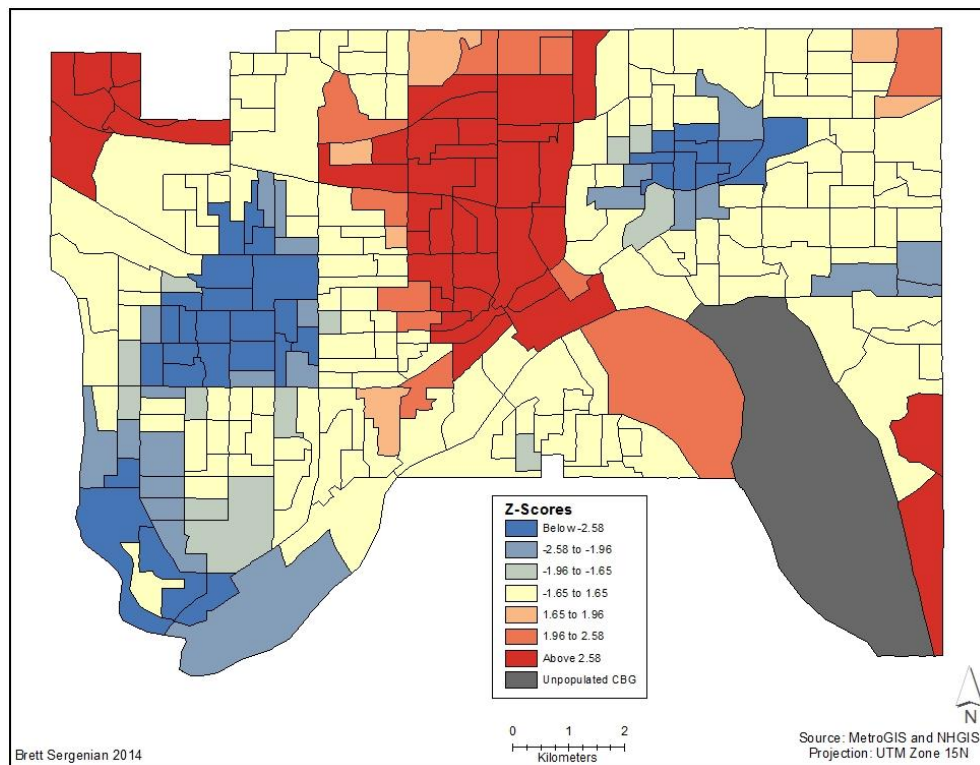 Z-Scores
Below -2.58
-2.58 to -1.96
-1.96 to -1.65
-1.65 to 1.65
1.65 to 1.96
1.96 to 2.58
Above 2.58
Unpopulated CBG
0 1 2
Kilometers
N
Brett Sergenian 2014
Source: MetroGIS and NHGIS
Projection: UTM Zone 15N